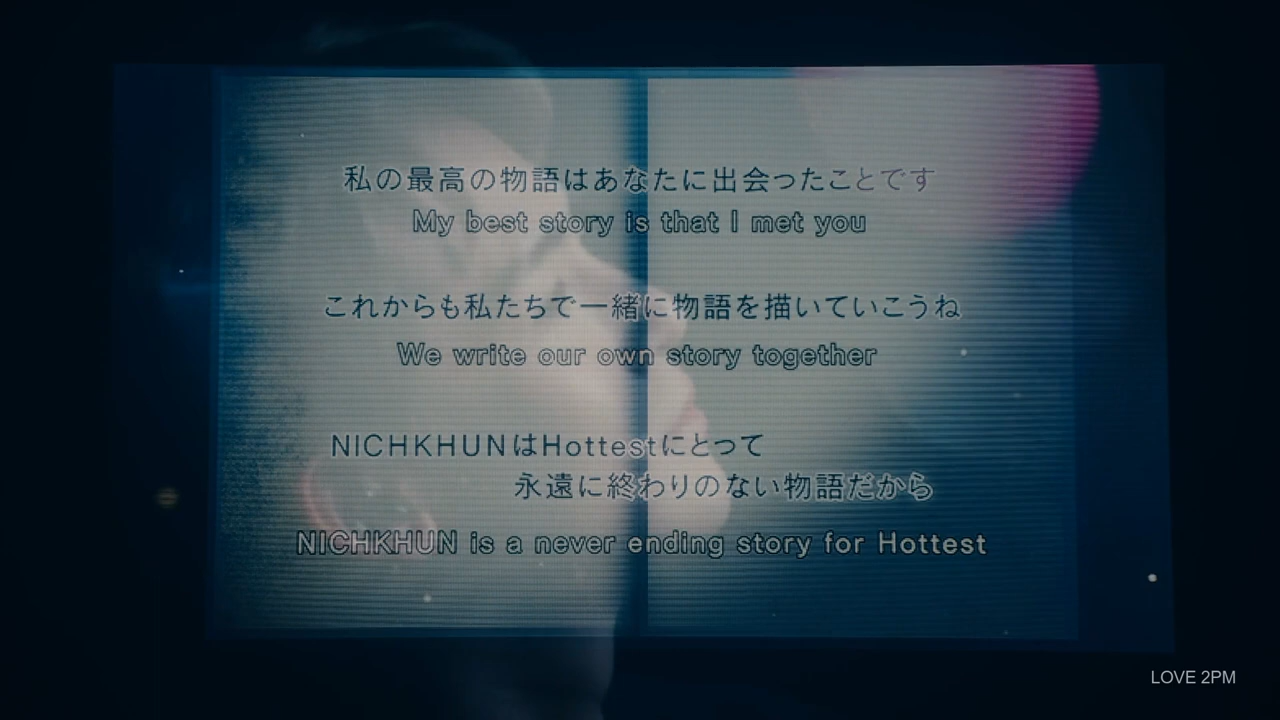 私の最高の物語はあなたに出会ったことです
My best story is that I met you
これからも私たちで一緒に物語を描いていこうね
We write our own story together
NICHKHUNはHottestにとって
永遠に終わりのない物語だから
NICHKHUN is a never ending story for Hottest
LOVE 2PM